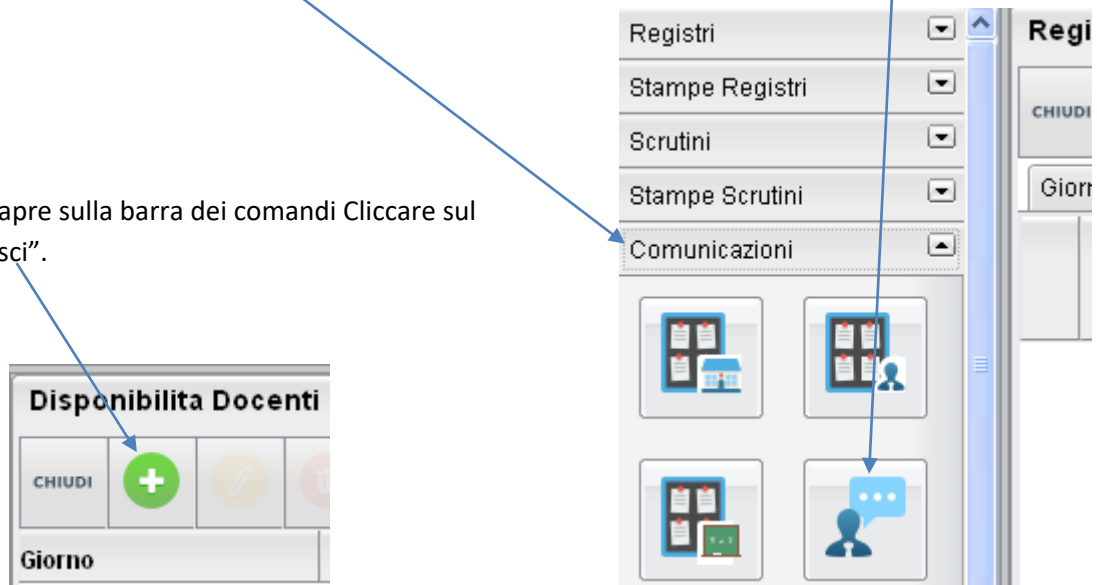 Registri
Regi
Stampe Registri
CHIUDI
Scrutini
Stampe Scrutini
Giorn
apre sulla barra dei comandi Cliccare sul
sci”.
Comunicazioni
Disponibilita Docenti
CHIUDI
Giorno